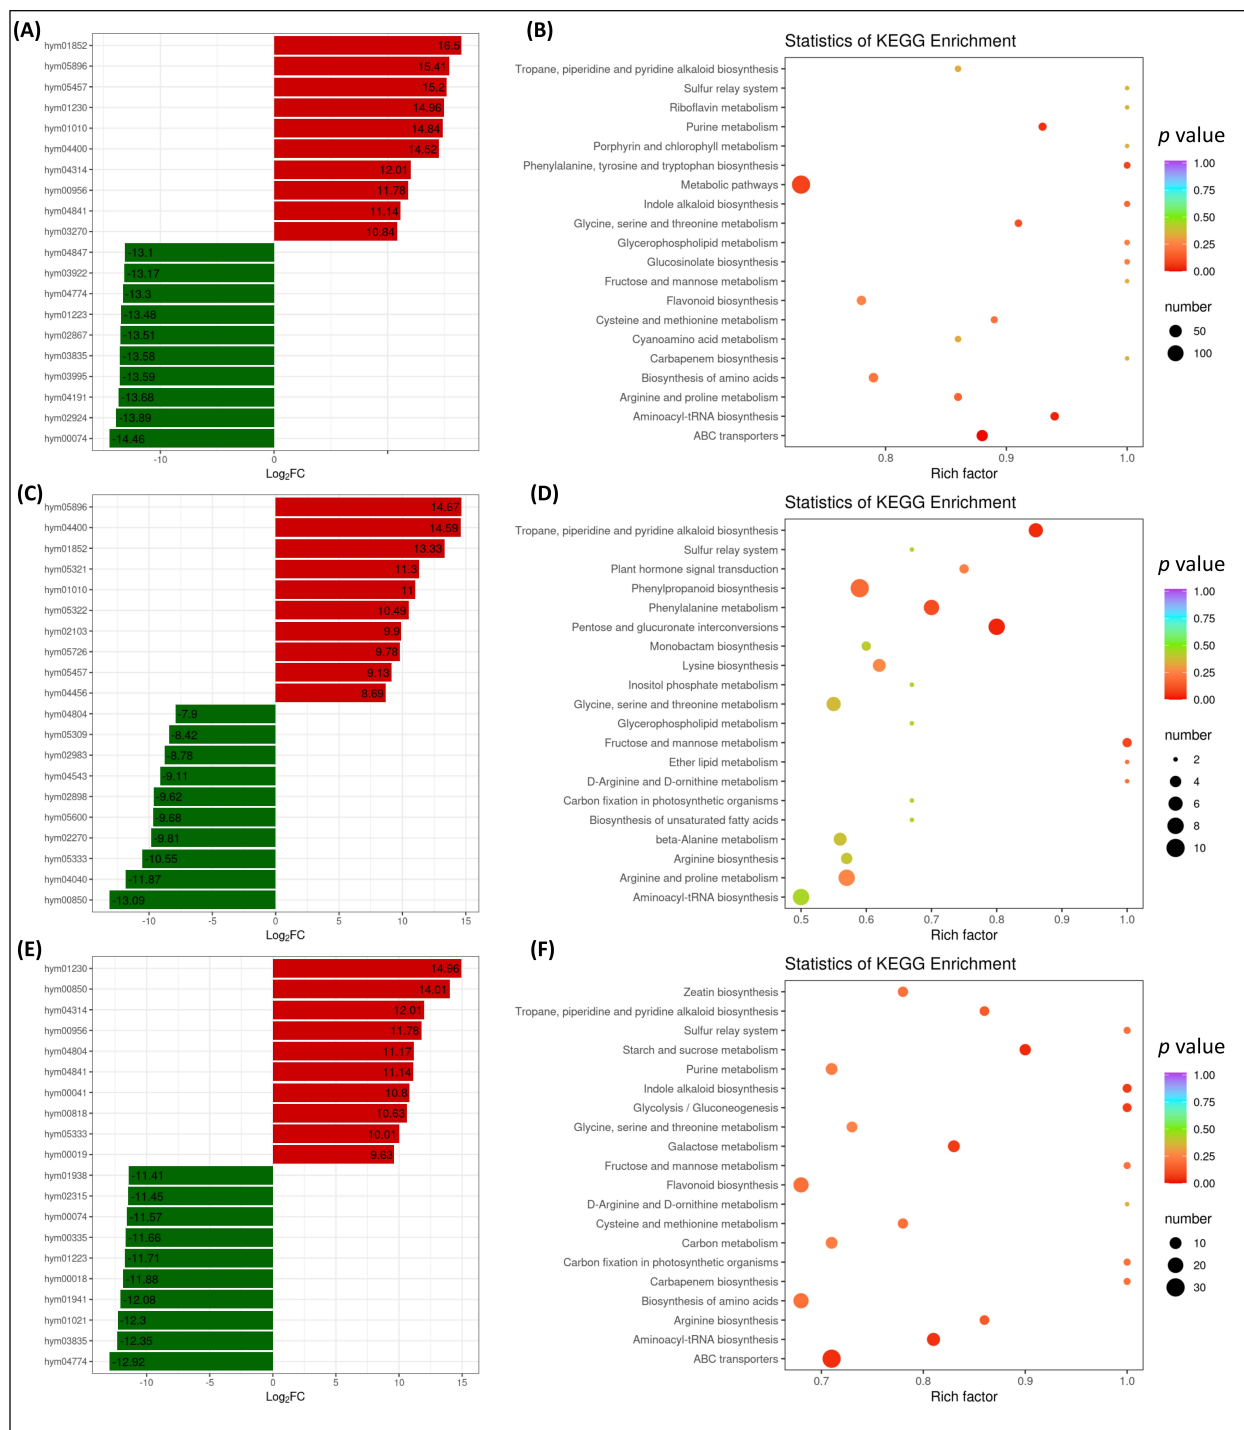 (A)
hym01852
16.5
hym05896
15.41
hym05457
15.2
hym01230
14.96
hym01010
14.84
hym04400
14.52
hym04314
12.01
hym00956
11.78
hym04841
11.14
hym03270
10.84
hym04847
-13.1
hym03922
-13.17
hym04774
-13.3
hym01223
-13.48
hym02867
-13.51
hym03835
-13.58
hym03995
-13.59
hym04191
-13.68
hym02924
-13.89
hym00074
-14.46
-10 0
Log2FC
(B)
Statistics of KEGG Enrichment
Tropane, piperidine and pyridine alkaloid biosynthesis
Sulfur relay system
Riboflavin metabolism
Purine metabolism
Porphyrin and chlorophyll metabolism
Phenylalanine, tyrosine and tryptophan biosynthesis
Metabolic pathways
Indole alkaloid biosynthesis
Glycine, serine and threonine metabolism
Glycerophospholipid metabolism
Glucosinolate biosynthesis
Fructose and mannose metabolism
Flavonoid biosynthesis
Cysteine and methionine metabolism
Cyanoamino acid metabolism
Carbapenem biosynthesis
Biosynthesis of amino acids
Arginine and proline metabolism
Aminoacyl-tRNA biosynthesis
ABC transporters
0.8 0.9 1.0
Rich factor
p value
1.00
0.75
0.50
0.25
0.00
number
50
100
(C)
hym05896
14.67
hym04400
14.59
hym01852
13.33
hym05321
11.3
hym01010
11
hym05322
10.49
hym02103
9.9
hym05726
9.78
hym05457
9.13
hym04456
8.69
hym04804
-7.9
hym05309
-8.42
hym02983
-8.78
hym04543
-9.11
hym02898
-9.62
hym05600
-9.68
hym02270
-9.81
hym05333
-10.55
hym04040
-11.87
hym00850
-13.09
-10 -5 0 5 10 15
Log2FC
(D)
Statistics of KEGG Enrichment
Tropane, piperidine and pyridine alkaloid biosynthesis
Sulfur relay system
Plant hormone signal transduction
Phenylpropanoid biosynthesis
Phenylalanine metabolism
Pentose and glucuronate interconversions
Monobactam biosynthesis
Lysine biosynthesis
Inositol phosphate metabolism
Glycine, serine and threonine metabolism
Glycerophospholipid metabolism
Fructose and mannose metabolism
Ether lipid metabolism
D-Arginine and D-ornithine metabolism
Carbon fixation in photosynthetic organisms
Biosynthesis of unsaturated fatty acids
beta-Alanine metabolism
Arginine biosynthesis
Arginine and proline metabolism
Aminoacyl-tRNA biosynthesis
0.5 0.6 0.7 0.8 0.9 1.0
Rich factor
p value
1.00
0.75
0.50
0.25
0.00
number
2
4
6
8
10
(E)
hym01230
14.96
hym00850
14.01
hym04314
12.01
hym00956
11.78
hym04804
11.17
hym04841
11.14
hym00041
10.8
hym00818
10.63
hym05333
10.01
hym00019
9.63
hym01938
-11.41
hym02315
-11.45
hym00074
-11.57
hym00335
-11.66
hym01223
-11.71
hym00018
-11.88
hym01941
-12.08
hym01021
-12.3
hym03835
-12.35
hym04774
-12.92
-10 -5 0 5 10 15
Log2FC
(F)
Statistics of KEGG Enrichment
Zeatin biosynthesis
Tropane, piperidine and pyridine alkaloid biosynthesis
Sulfur relay system
Starch and sucrose metabolism
Purine metabolism
Indole alkaloid biosynthesis
Glycolysis / Gluconeogenesis
Glycine, serine and threonine metabolism
Galactose metabolism
Fructose and mannose metabolism
Flavonoid biosynthesis
D-Arginine and D-ornithine metabolism
Cysteine and methionine metabolism
Carbon metabolism
Carbon fixation in photosynthetic organisms
Carbapenem biosynthesis
Biosynthesis of amino acids
Arginine biosynthesis
Aminoacyl-tRNA biosynthesis
ABC transporters
0.7 0.8 0.9 1.0
Rich factor
p value
1.00
0.75
0.50
0.25
0.00
number
10
20
30